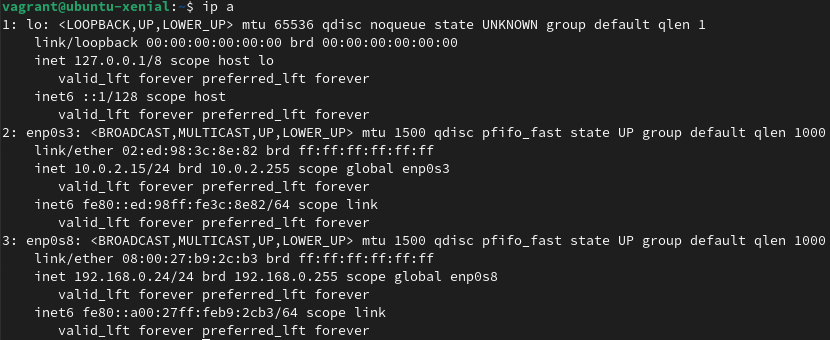 vagrant@ubuntu-xenial:~$ ip a
1: lo: <LOOPBACK,UP,LOWER_UP> mtu 65536 qdisc noqueue state UNKNOWN group default qlen 1
    link/loopback 00:00:00:00:00:00 brd 00:00:00:00:00:00
    inet 127.0.0.1/8 scope host lo
       valid_lft forever preferred_lft forever
    inet6 ::1/128 scope host
       valid_lft forever preferred_lft forever
2: enp0s3: <BROADCAST,MULTICAST,UP,LOWER_UP> mtu 1500 qdisc pfifo_fast state UP group default qlen 1000
    link/ether 02:ed:98:3c:8e:82 brd ff:ff:ff:ff:ff:ff
    inet 10.0.2.15/24 brd 10.0.2.255 scope global enp0s3
       valid_lft forever preferred_lft forever
    inet6 fe80::ed:98ff:fe3c:8e82/64 scope link
       valid_lft forever preferred_lft forever
3: enp0s8: <BROADCAST,MULTICAST,UP,LOWER_UP> mtu 1500 qdisc pfifo_fast state UP group default qlen 1000
    link/ether 08:00:27:b9:2c:b3 brd ff:ff:ff:ff:ff:ff
    inet 192.168.0.24/24 brd 192.168.0.255 scope global enp0s8
       valid_lft forever preferred_lft forever
    inet6 fe80::a00:27ff:feb9:2cb3/64 scope link
       valid_lft forever preferred_lft forever